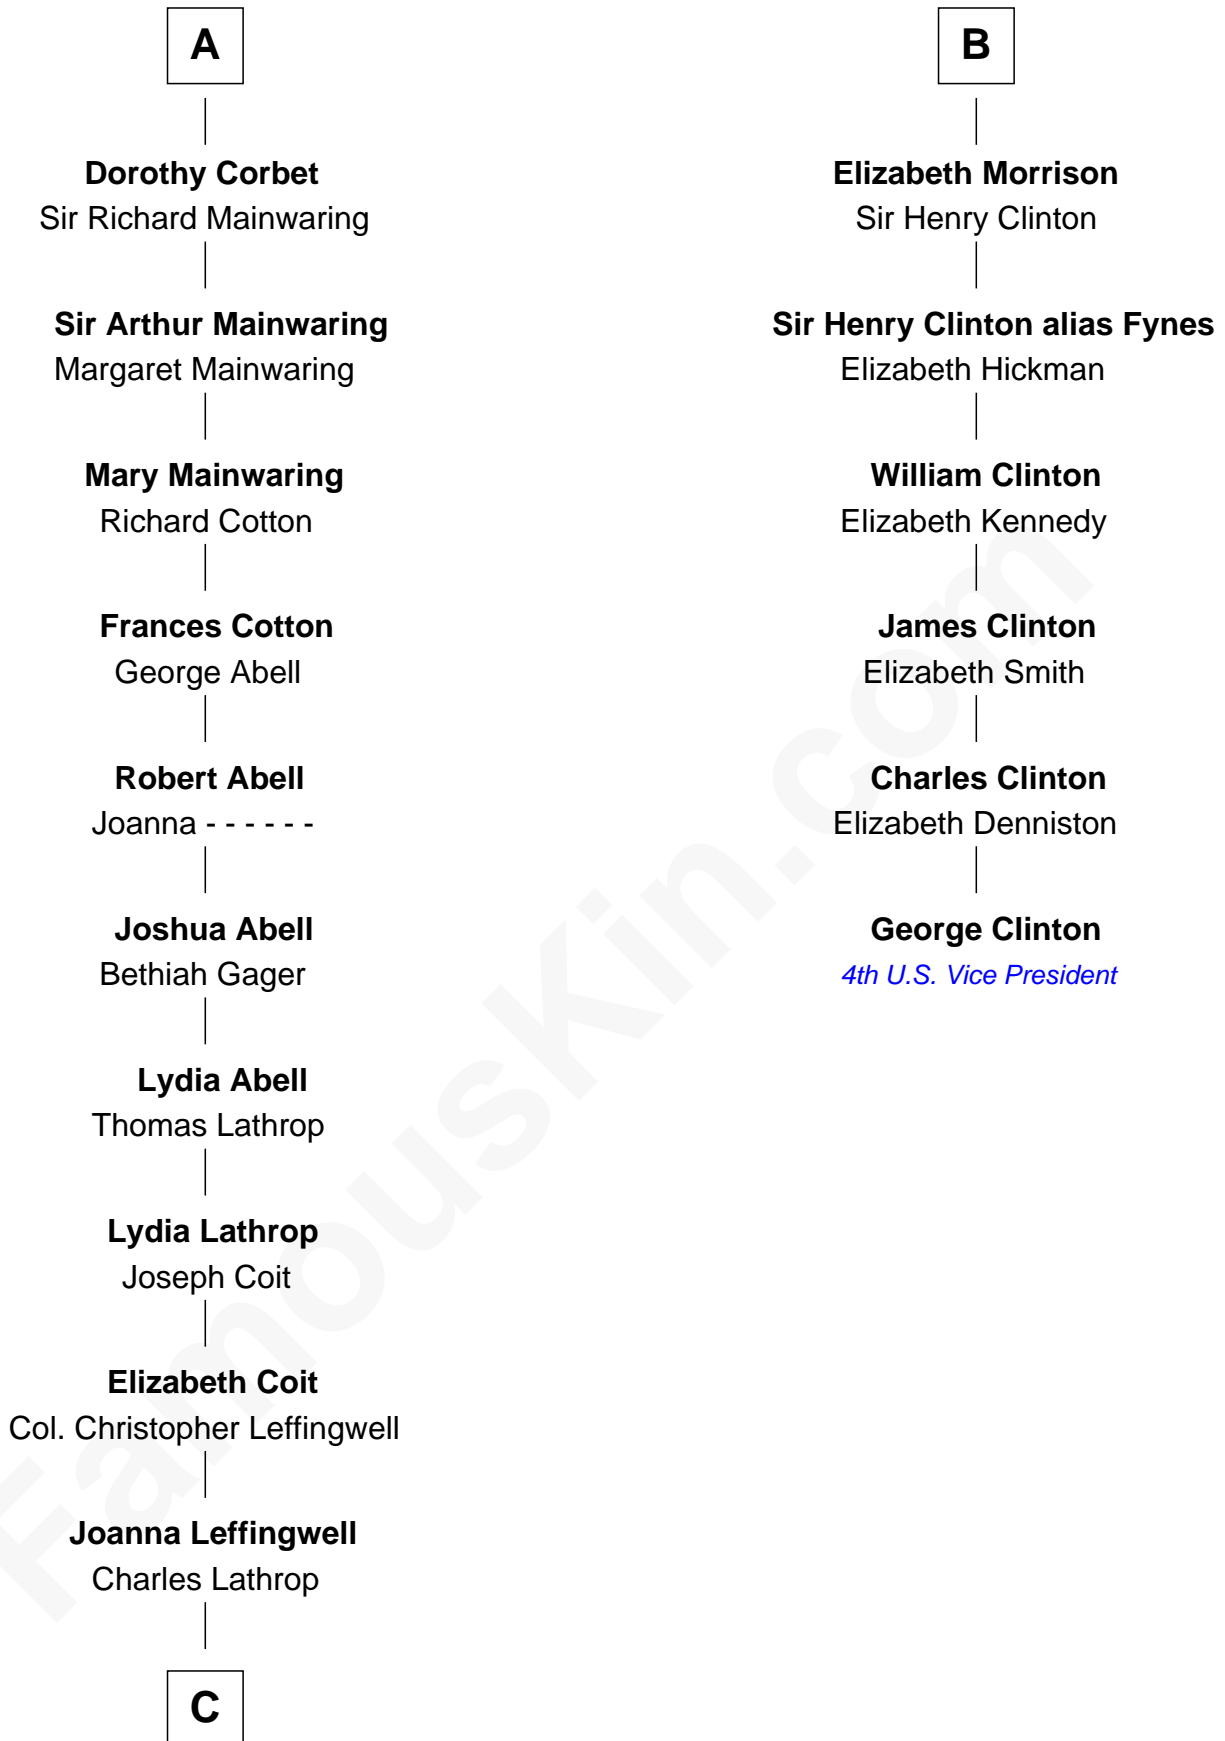 A
Dorothy Corbet
Sir Richard Mainwaring
Sir Arthur Mainwaring
Margaret Mainwaring
Mary Mainwaring
Richard Cotton
Frances Cotton
George Abell
Robert Abell
Joanna - - - - - -
Joshua Abell
Bethiah Gager
Lydia Abell
Thomas Lathrop
Lydia Lathrop
Joseph Coit
Elizabeth Coit
Col. Christopher Leffingwell
Joanna Leffingwell
Charles Lathrop
C
B
Elizabeth Morrison
Sir Henry Clinton
Sir Henry Clinton alias Fynes
Elizabeth Hickman
William Clinton
Elizabeth Kennedy
James Clinton
Elizabeth Smith
Charles Clinton
Elizabeth Denniston
George Clinton
4th U.S. Vice President
FamousKin.com